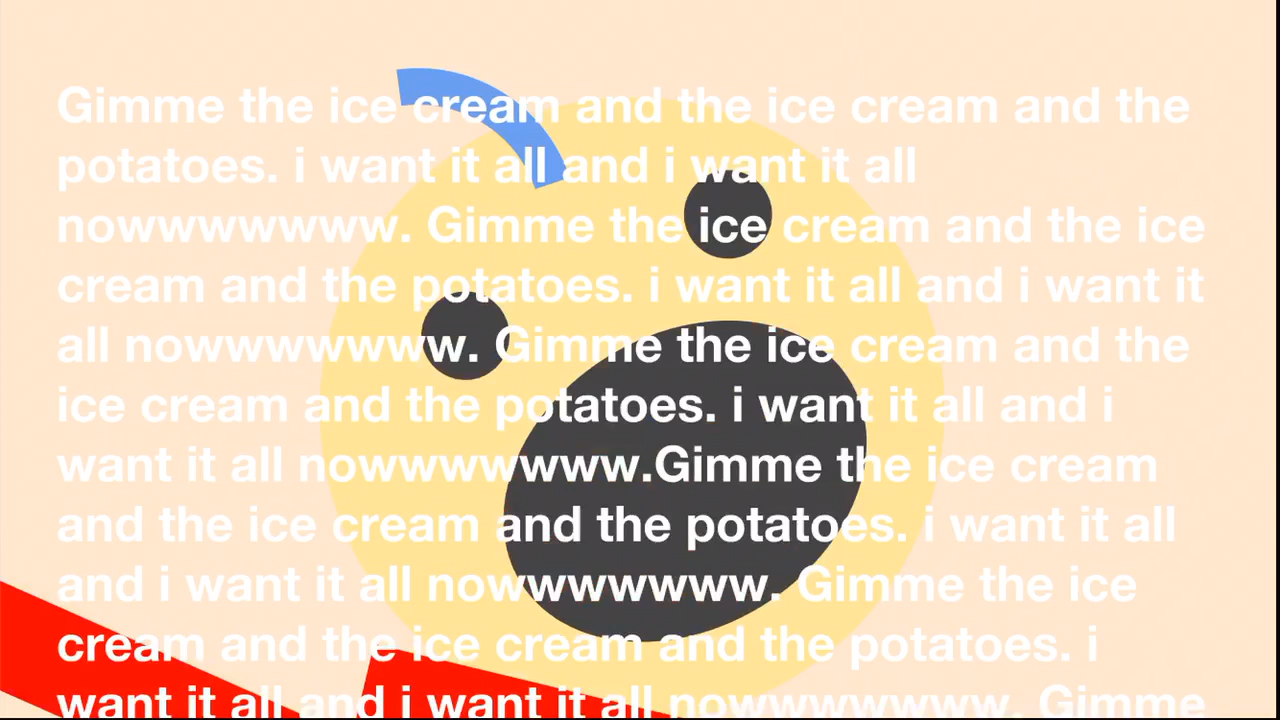 Gimme the ice cream and the ice cream and the
potatoes. i want it all and i want it all
nowwwwwww. Gimme the ice cream and the ice
cream and the potatoes. i want it all and i want it
all nowwwwwww. Gimme the ice cream and the
ice cream and the potatoes. i want it all and i
want it all nowwwwwww.Gimme the ice cream
and the ice cream and the potatoes. i want it all
and i want it all nowwwwwww. Gimme the ice
cream and the ice cream and the potatoes. i
want it all and i want it all nowwwwwww. Gimme